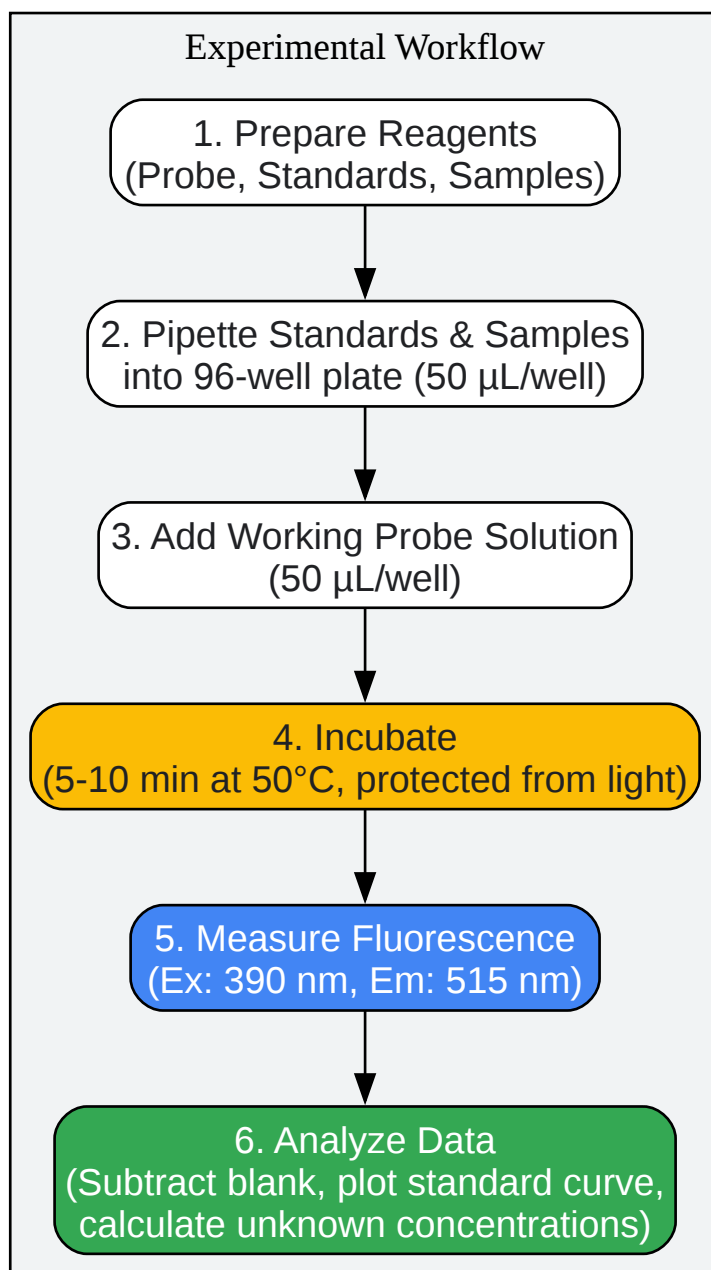 Experimental Workflow
1. Prepare Reagents
(Probe, Standards, Samples)
2. Pipette Standards & Samples
into 96-well plate (50 µL/well)
3. Add Working Probe Solution
(50 µL/well)
4. Incubate
(5-10 min at 50°C, protected from light)
5. Measure Fluorescence
(Ex: 390 nm, Em: 515 nm)
6. Analyze Data
(Subtract blank, plot standard curve,
calculate unknown concentrations)